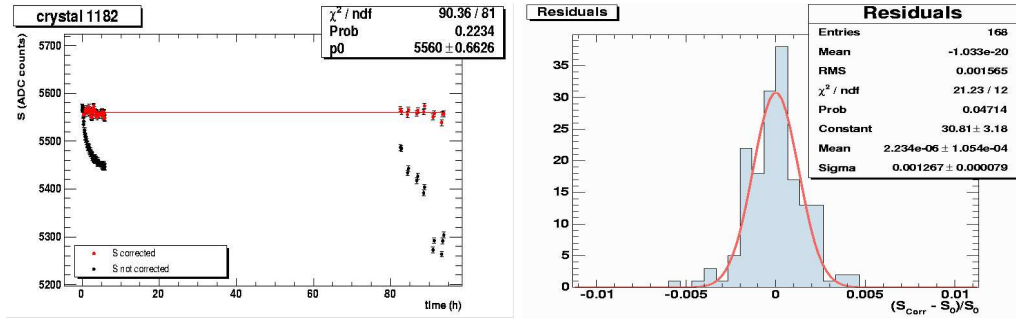 crystal 1182
χ² / ndf 90.36 / 81
Prob 0.2234
p0 5560 ± 0.6626
S (ADC counts)
5700
5600
5500
5400
5300
5200
S corrected
S not corrected
0 20 40 60 80 100
time (h)
Residuals
Residuals
Entries 168
Mean -1.033e-20
RMS 0.001565
χ² / ndf 21.23 / 12
Prob 0.04714
Constant 30.81 ± 3.18
Mean 2.234e-06 ± 1.054e-04
Sigma 0.001267 ± 0.000079
35
30
25
20
15
10
5
0
-0.01 -0.005 0 0.005 0.01
(S_Corr - S_0)/S_0